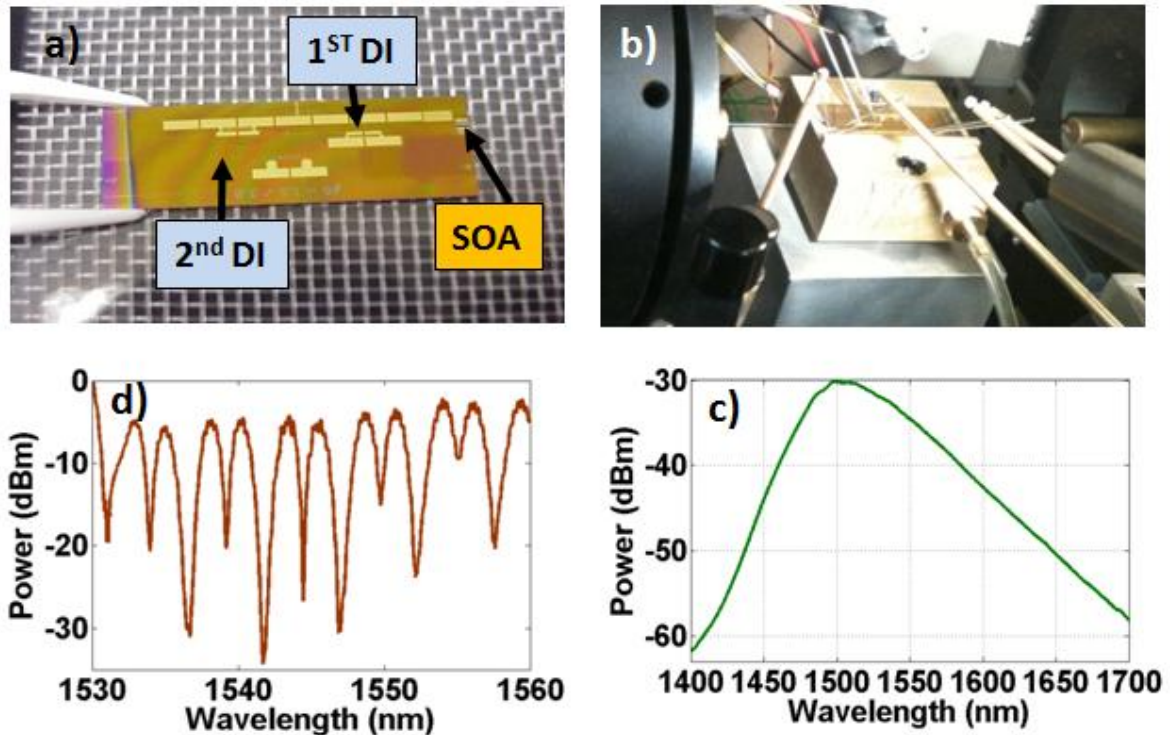 a)
1ST DI
2nd DI
SOA
b)
d)
0
-10
-20
-30
Power (dBm)
1530 1540 1550 1560
Wavelength (nm)
c)
-30
-40
-50
-60
Power (dBm)
1400 1450 1500 1550 1600 1650 1700
Wavelength (nm)